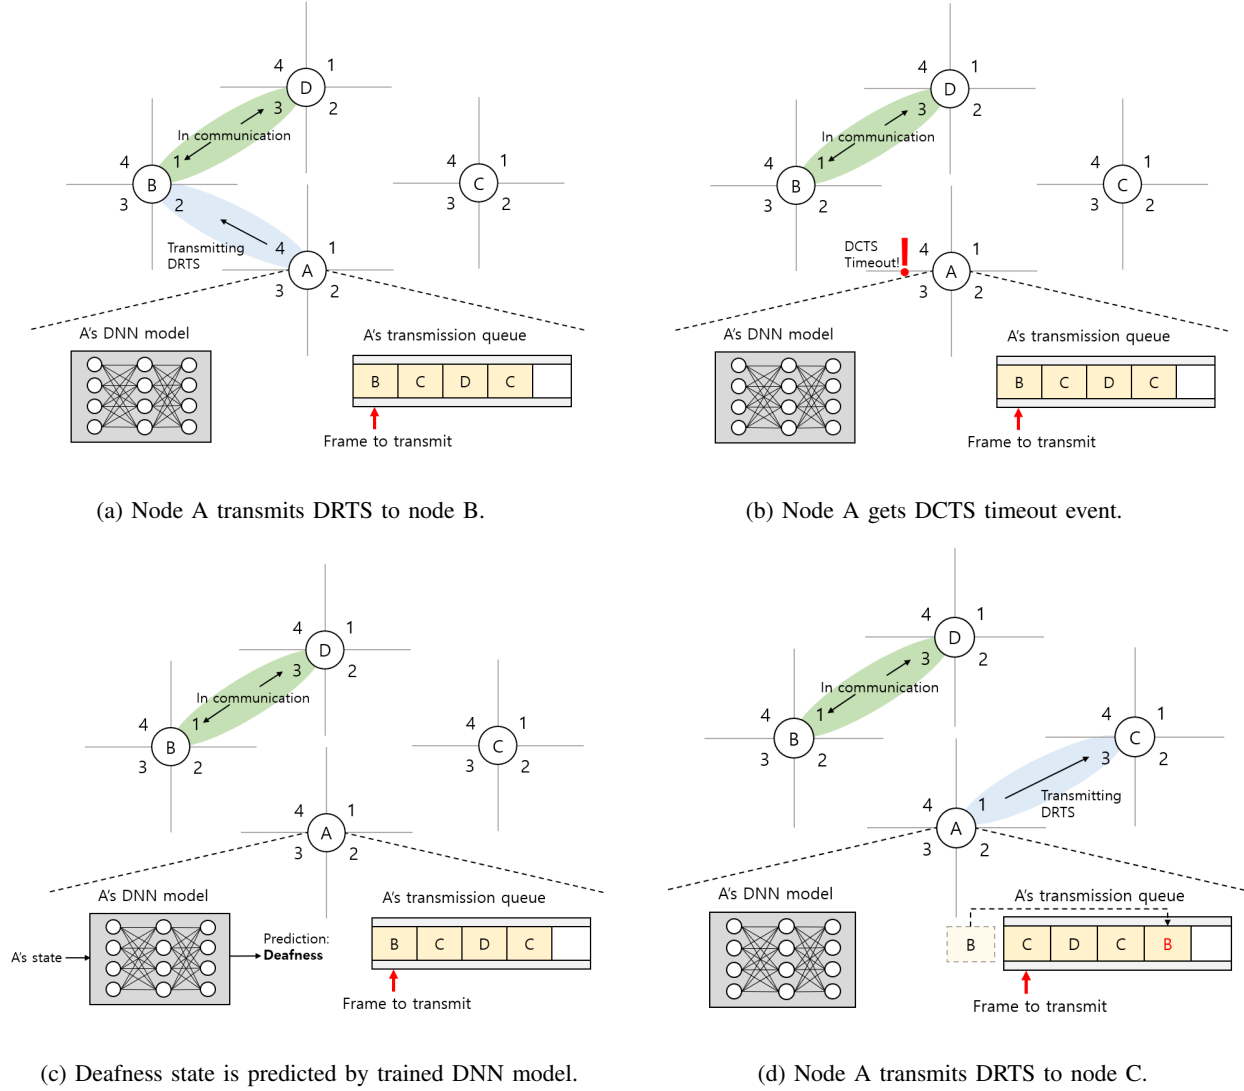 4 1
D
3 2
In communication
4 1
B
3 2
4 1
C
3 2
Transmitting
DRTS
4 1
A
3 2
A's DNN model
A's transmission queue
B C D C
Frame to transmit
(a) Node A transmits DRTS to node B.
4 1
D
3 2
In communication
4 1
B
3 2
4 1
C
3 2
DCTS
Timeout!
4 1
A
3 2
A's DNN model
A's transmission queue
B C D C
Frame to transmit
(b) Node A gets DCTS timeout event.
4 1
D
3 2
In communication
4 1
B
3 2
4 1
C
3 2
4 1
A
3 2
A's DNN model
A's transmission queue
A's state
Prediction:
Deafness
B C D C
Frame to transmit
(c) Deafness state is predicted by trained DNN model.
4 1
D
3 2
In communication
4 1
B
3 2
4 1
C
3 2
Transmitting
DRTS
4 1
A
3 2
A's DNN model
A's transmission queue
B C D C B
Frame to transmit
(d) Node A transmits DRTS to node C.